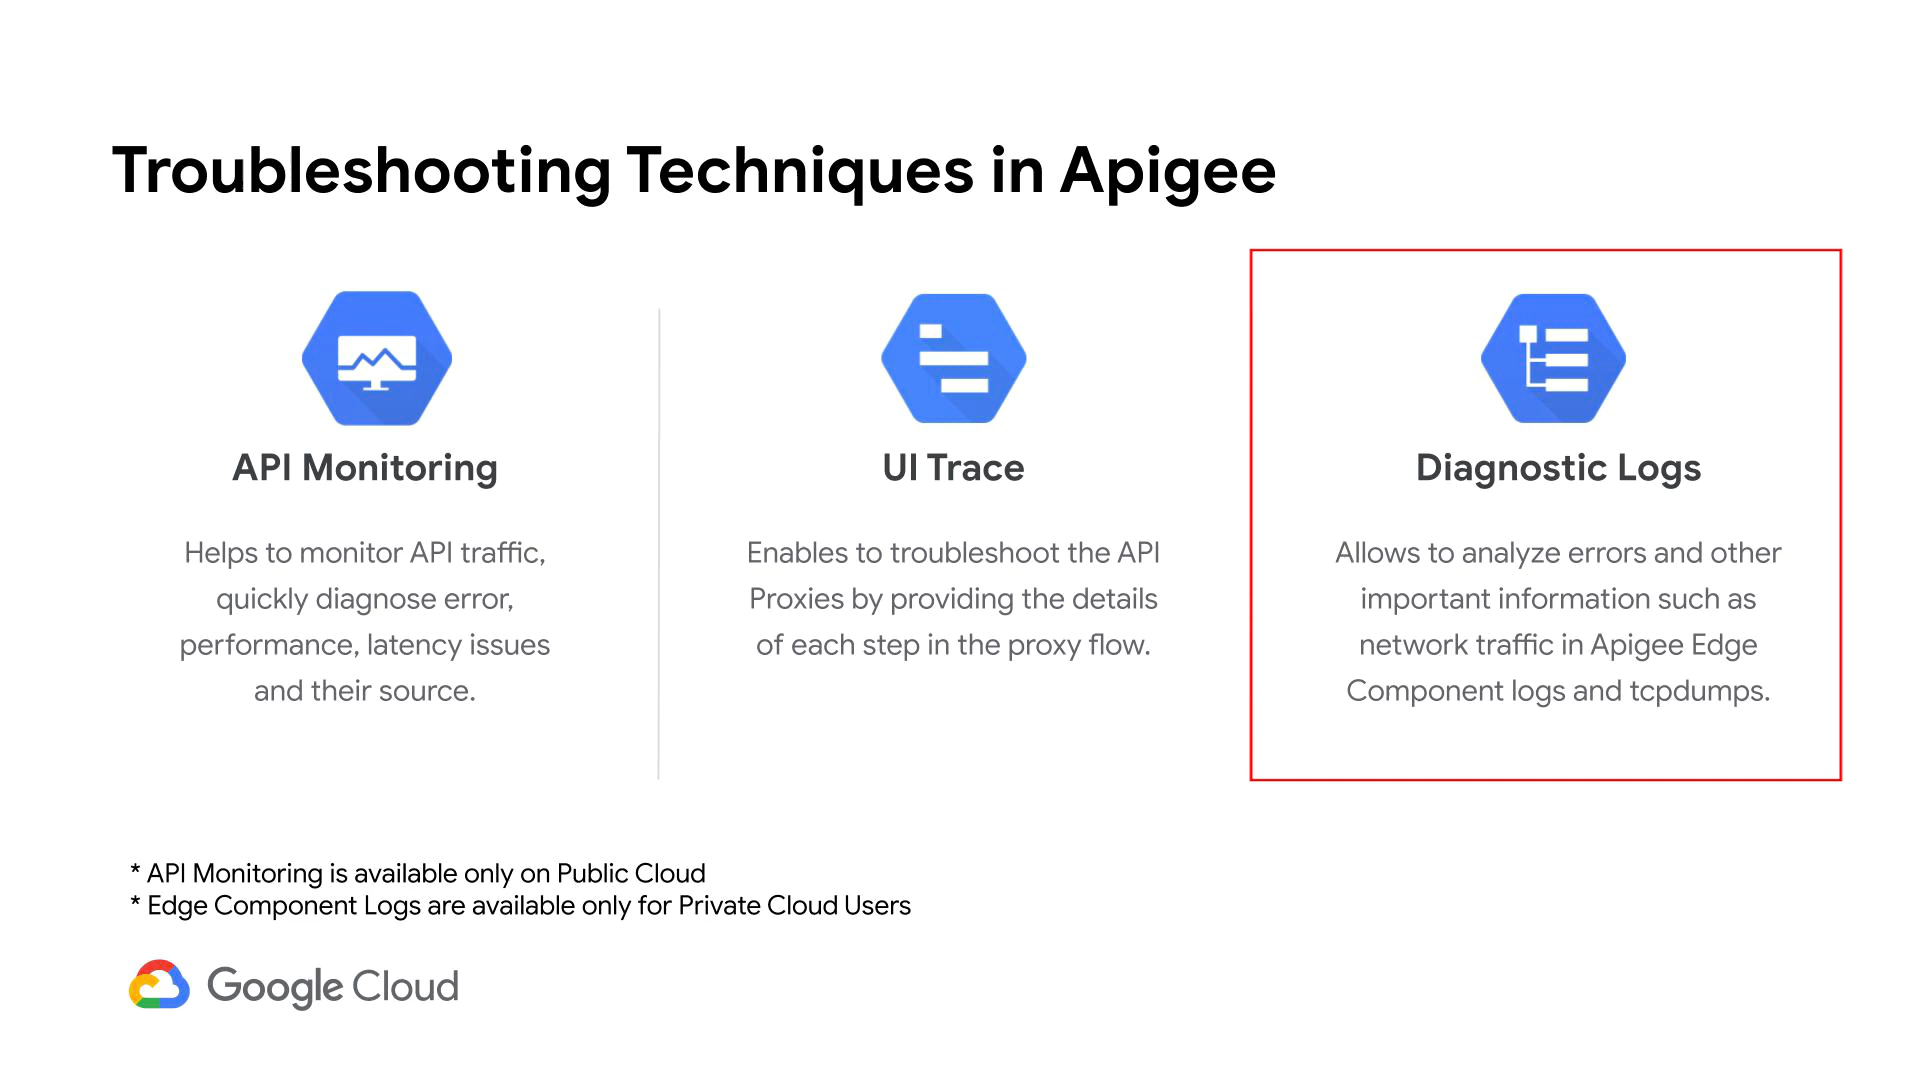 Troubleshooting Techniques in Apigee
API Monitoring
Helps to monitor API traffic,
quickly diagnose error,
performance, latency issues
and their source.
UI Trace
Enables to troubleshoot the API
Proxies by providing the details
of each step in the proxy flow.
Diagnostic Logs
Allows to analyze errors and other
important information such as
network traffic in Apigee Edge
Component logs and tcpdumps.
* API Monitoring is available only on Public Cloud
* Edge Component Logs are available only for Private Cloud Users
Google Cloud